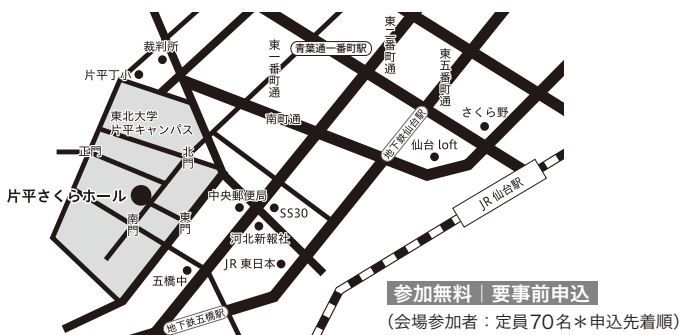 裁判所
片平丁小
東北大学
片平キャンパス
正門
北門
片平さくらホール
南門
東門
五橋中
東一番町通
青葉通一番町駅
東二番町通
東五番町通
南町通
地下鉄仙台駅
さくら野
仙台 loft
JR 仙台駅
中央郵便局
SS30
河北新報社
JR 東日本
地下鉄五橋駅
参加無料｜要事前申込
（会場参加者：定員70名＊申込先着順）